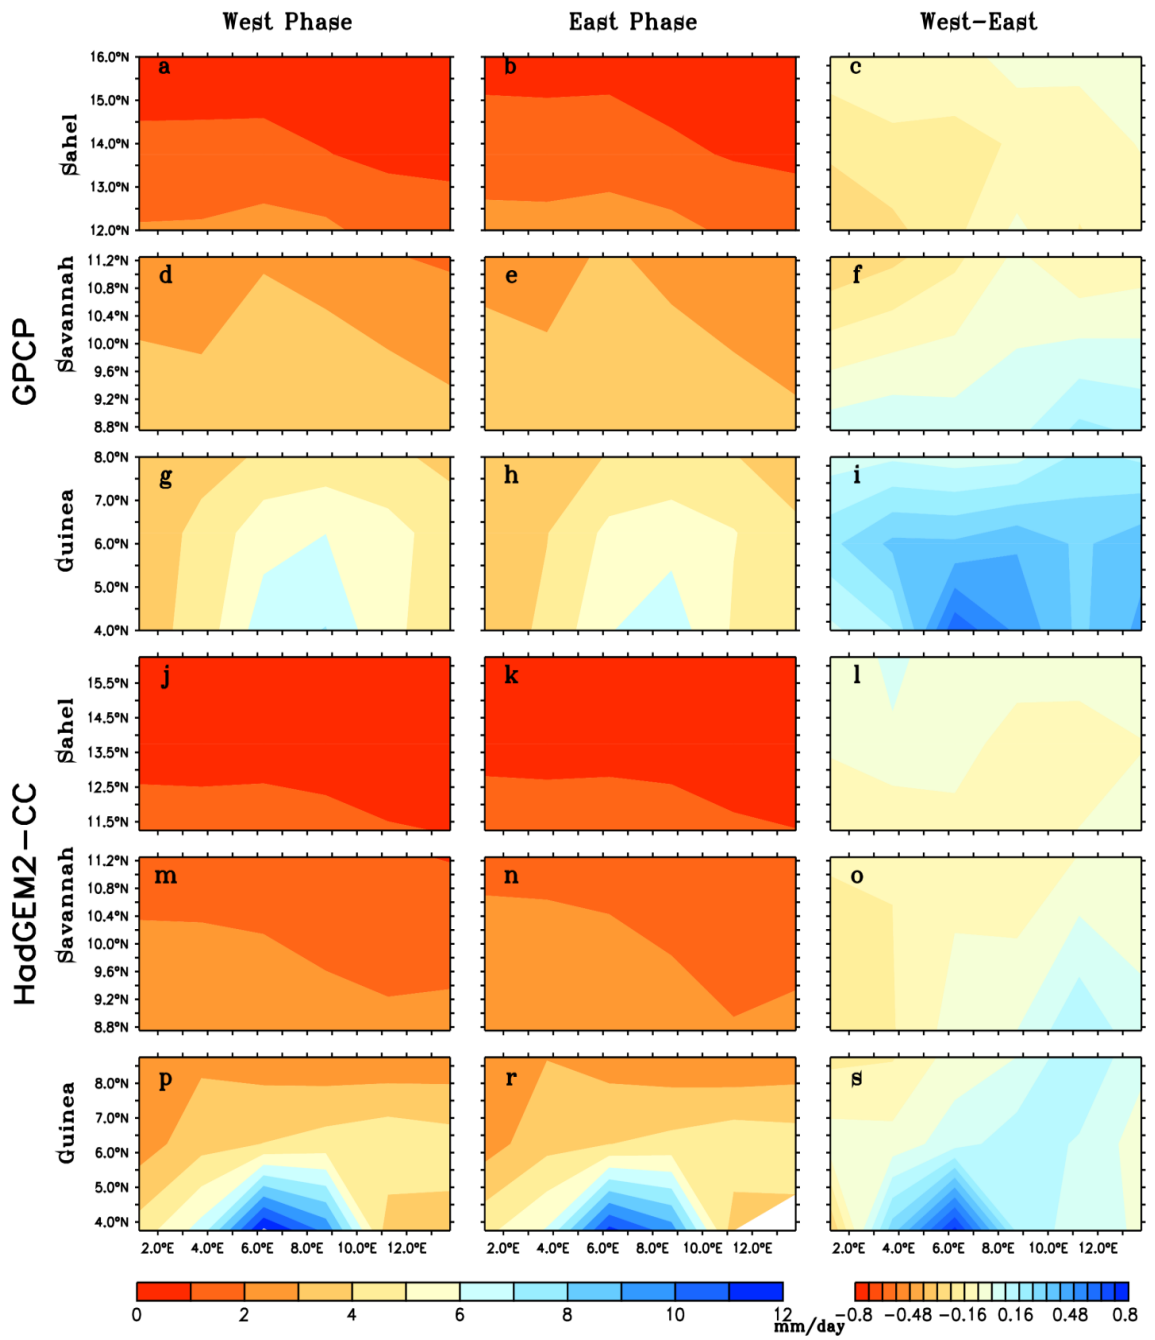 West Phase East Phase West-East
GPCP
Sahel
16.0°N
15.0°N
14.0°N
13.0°N
12.0°N
a b c
Savannah
11.2°N
10.8°N
10.4°N
10.0°N
9.6°N
9.2°N
8.8°N
d e f
Guinea
8.0°N
7.0°N
6.0°N
5.0°N
4.0°N
g h i
HadGEM2-CC
Sahel
15.5°N
14.5°N
13.5°N
12.5°N
11.5°N
j k l
Savannah
11.2°N
10.8°N
10.4°N
10.0°N
9.6°N
9.2°N
8.8°N
m n o
Guinea
8.0°N
7.0°N
6.0°N
5.0°N
4.0°N
p r s
2.0°E 4.0°E 6.0°E 8.0°E 10.0°E 12.0°E 2.0°E 4.0°E 6.0°E 8.0°E 10.0°E 12.0°E 2.0°E 4.0°E 6.0°E 8.0°E 10.0°E 12.0°E
0 2 4 6 8 10 12 -0.8 -0.48 -0.16 0.16 0.48 0.8
mm/day